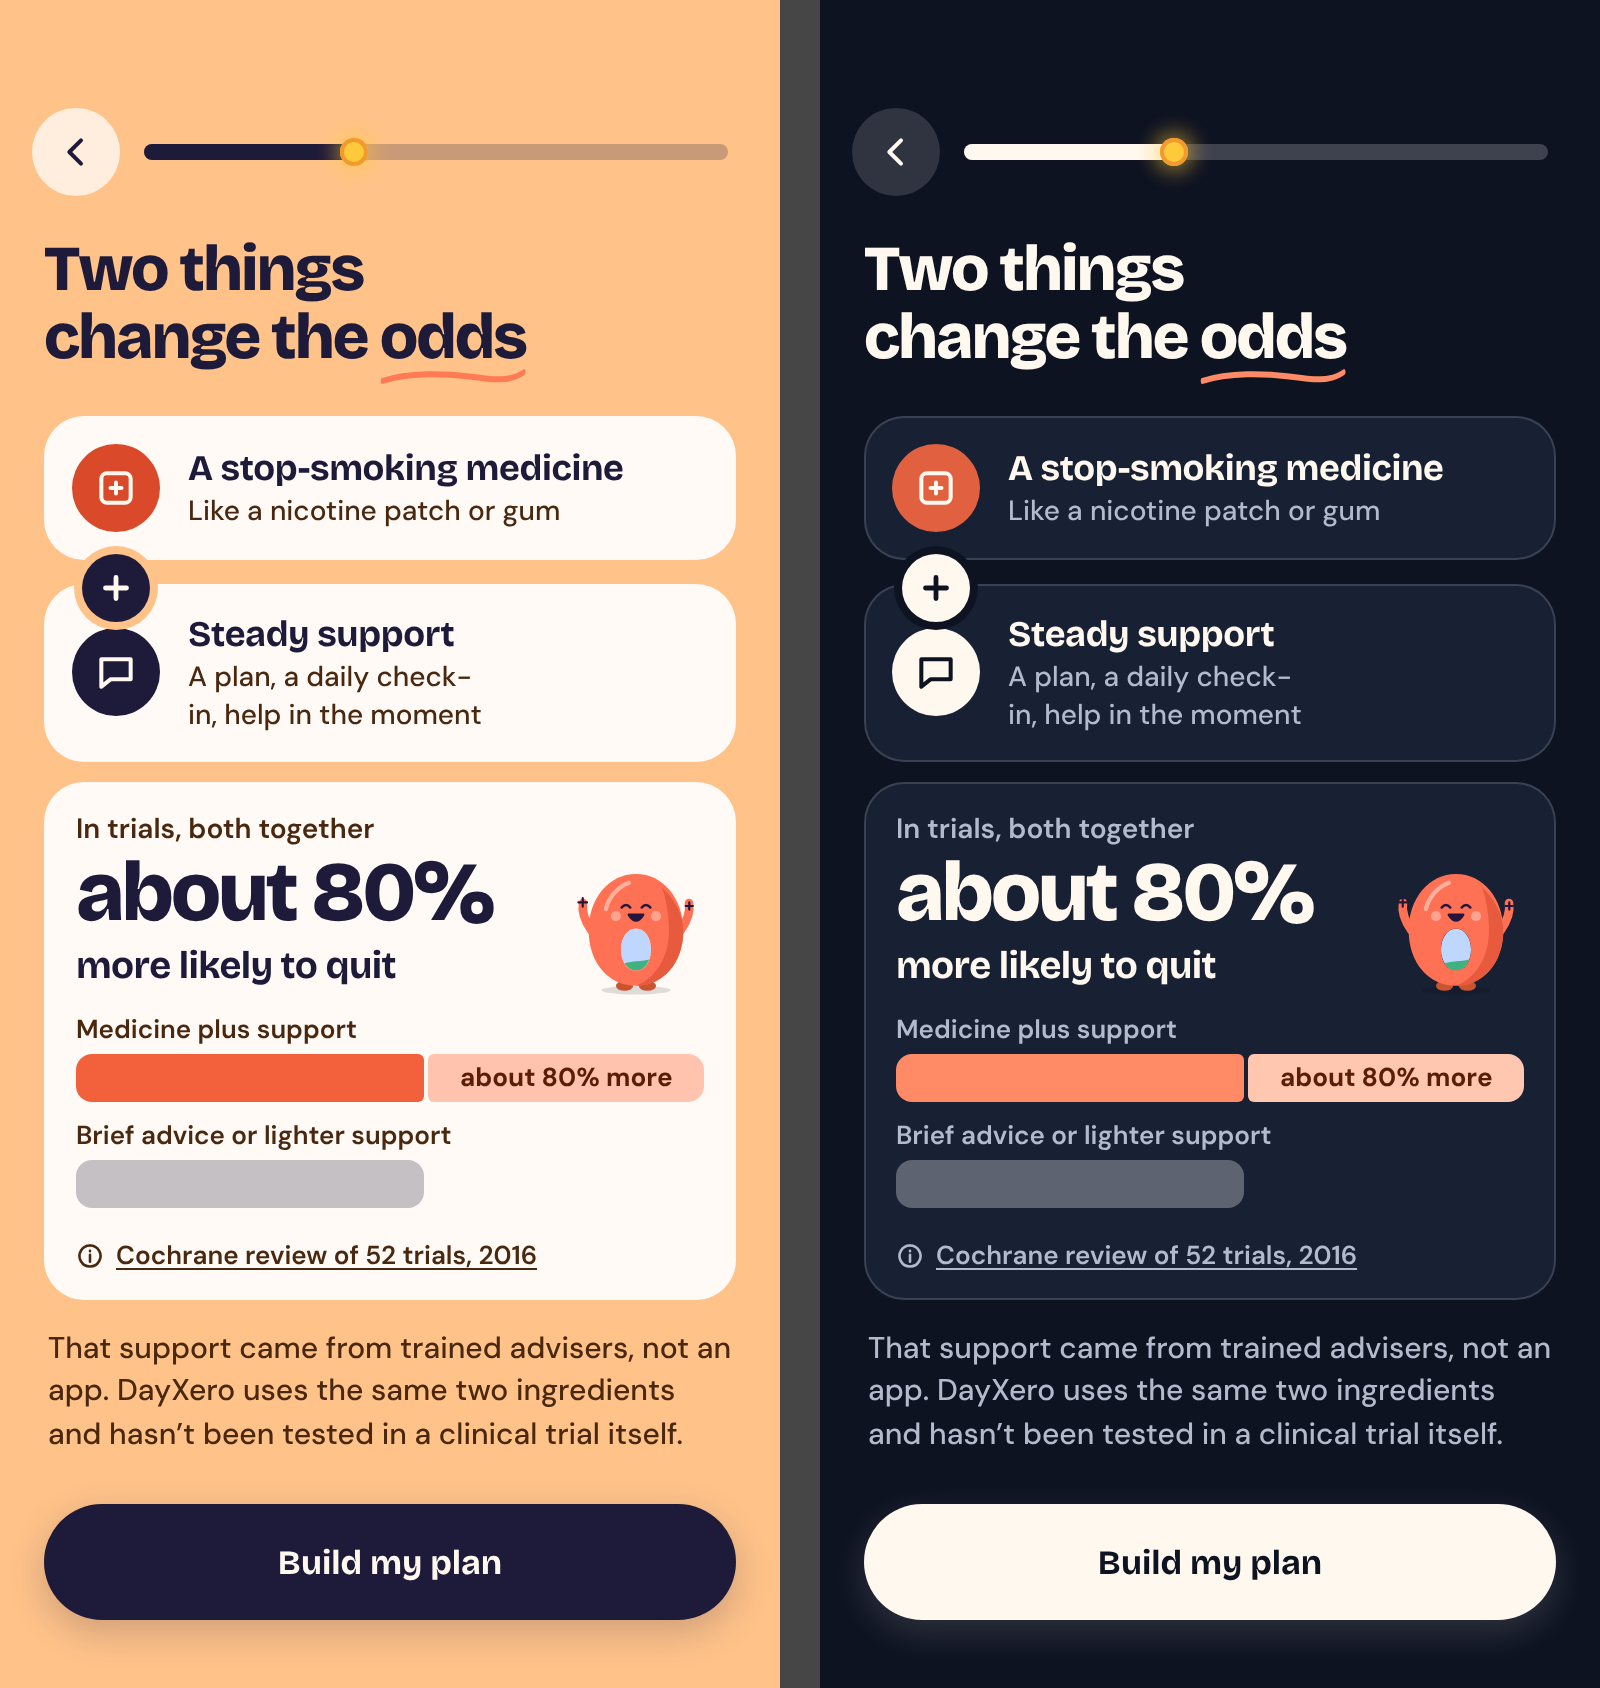 Two things
change the odds
A stop-smoking medicine
Like a nicotine patch or gum
Steady support
A plan, a daily check-
in, help in the moment
In trials, both together
about 80%
more likely to quit
Medicine plus support
about 80% more
Brief advice or lighter support
Cochrane review of 52 trials, 2016
That support came from trained advisers, not an
app. DayXero uses the same two ingredients
and hasn’t been tested in a clinical trial itself.
Build my plan
Two things
change the odds
A stop-smoking medicine
Like a nicotine patch or gum
Steady support
A plan, a daily check-
in, help in the moment
In trials, both together
about 80%
more likely to quit
Medicine plus support
about 80% more
Brief advice or lighter support
Cochrane review of 52 trials, 2016
That support came from trained advisers, not an
app. DayXero uses the same two ingredients
and hasn’t been tested in a clinical trial itself.
Build my plan